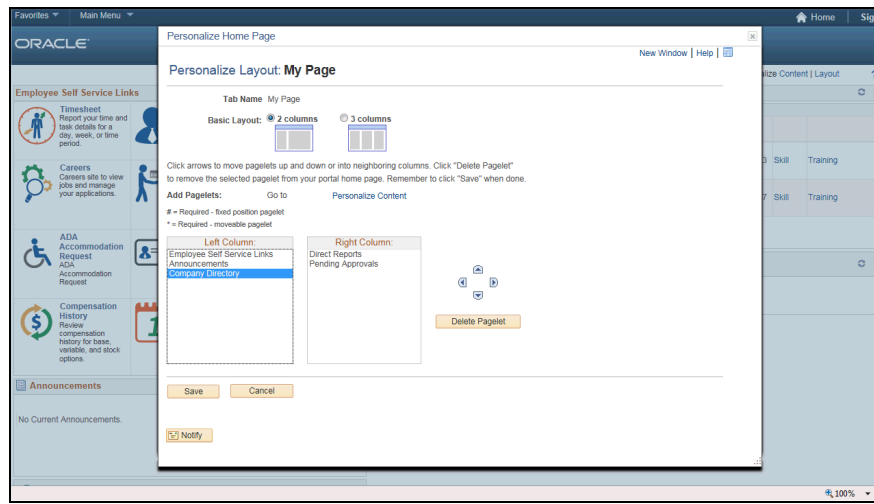 Favorites Main Menu
Home Sig
ORACLE
Personalize Home Page
New Window | Help |
Personalize Layout: My Page
lize Content | Layout
Employee Self Service Links
Tab Name My Page
Basic Layout: 2 columns 3 columns
Timesheet
Report your time and
task details for a
day, week, or time
period.
Careers
Careers site to view
jobs and manage
your applications.
ADA
Accommodation
Request
ADA
Accommodation
Request
Compensation
History
Review
compensation
history for base,
variable, and stock
options.
Announcements
No Current Announcements.
Click arrows to move pagelets up and down or into neighboring columns. Click "Delete Pagelet"
to remove the selected pagelet from your portal home page. Remember to click "Save" when done.
Add Pagelets: Go to Personalize Content
# = Required - fixed position pagelet
* = Required - moveable pagelet
Left Column:
Employee Self Service Links
Announcements
Company Directory
Right Column:
Direct Reports
Pending Approvals
Delete Pagelet
Save Cancel
Notify
3 Skill Training
7 Skill Training
100%